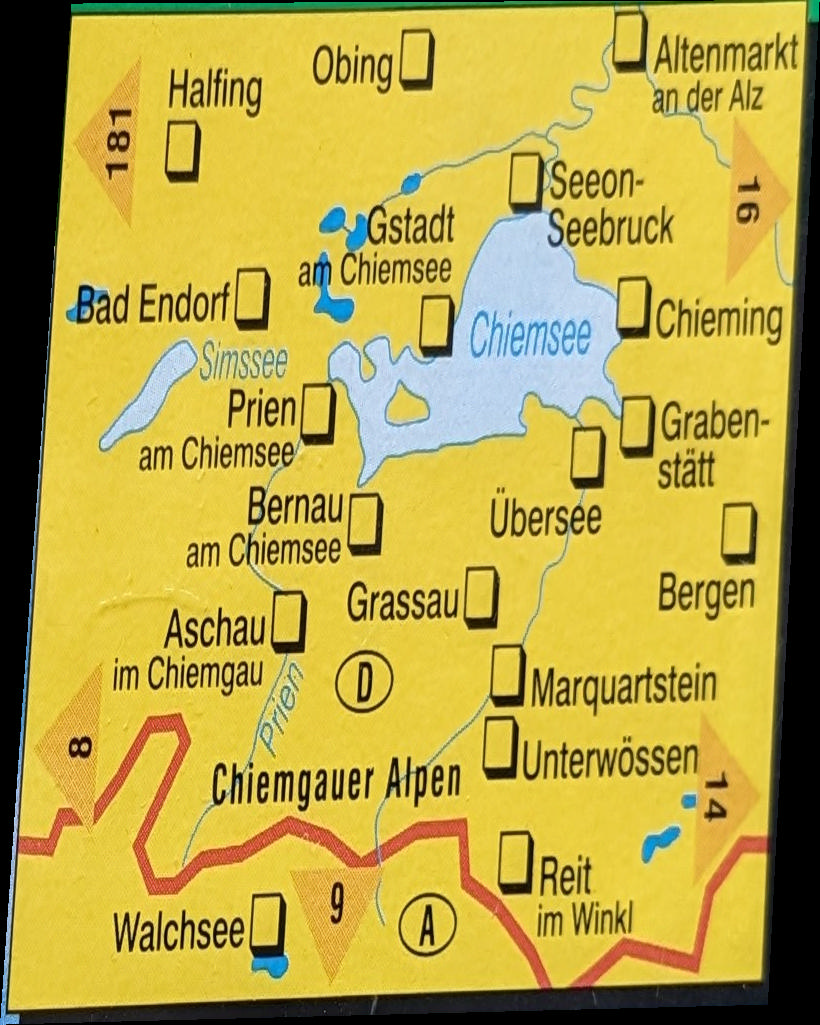 Obing
Altenmarkt
an der Alz
Halfing
181
16
Seeon-
Seebruck
Gstadt
am Chiemsee
Bad Endorf
Chiemsee
Chieming
Simssee
Prien
am Chiemsee
Graben-
stätt
Bernau
am Chiemsee
Übersee
Bergen
Grassau
Aschau
im Chiemgau
D
Marquartstein
Prien
8
Unterwössen
Chiemgauer Alpen
14
Reit
im Winkl
9
Walchsee
A